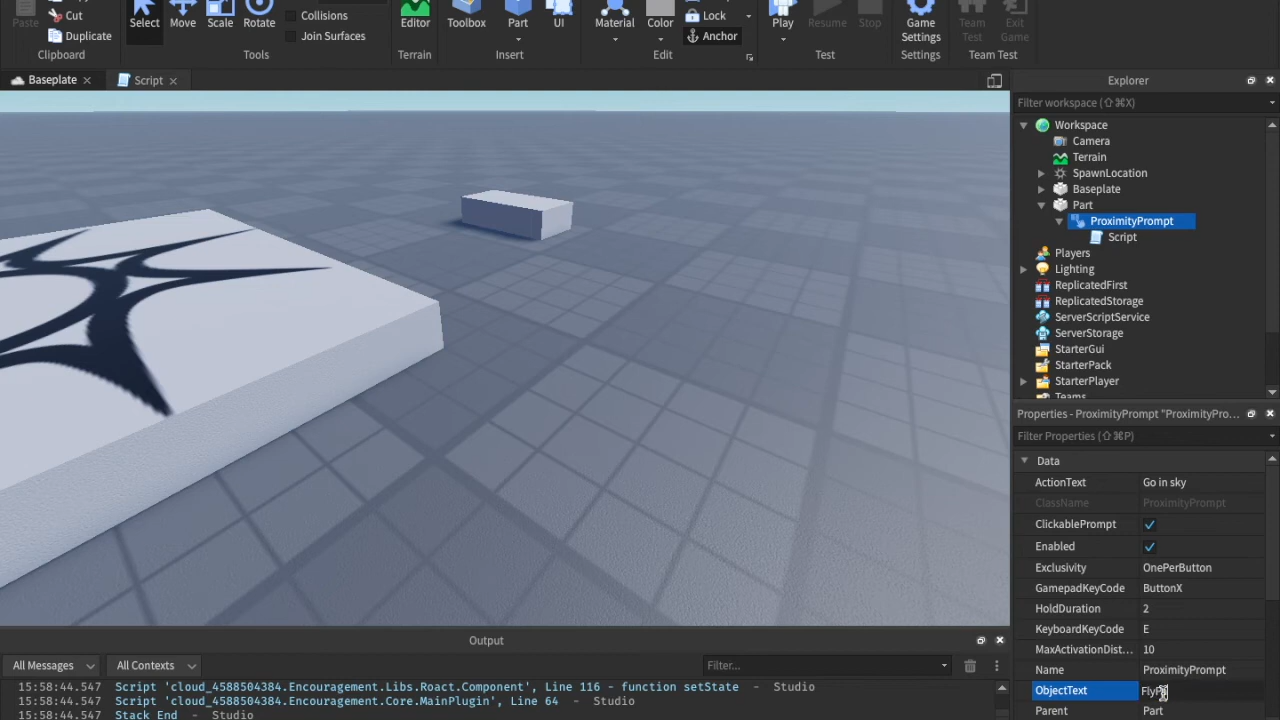 Paste
Cut
Duplicate
Clipboard
Select
Move
Scale
Rotate
Collisions
Join Surfaces
Tools
Editor
Terrain
Toolbox
Part
UI
Insert
Material
Color
Lock
Anchor
Edit
Play
Resume
Stop
Test
Game Settings
Settings
Team Test
Exit Game
Team Test
Baseplate
Script
Explorer
Filter workspace (⇧⌘X)
Workspace
Camera
Terrain
SpawnLocation
Baseplate
Part
ProximityPrompt
Script
Players
Lighting
ReplicatedFirst
ReplicatedStorage
ServerScriptService
ServerStorage
StarterGui
StarterPack
StarterPlayer
Teams
Properties - ProximityPrompt "ProximityPro...
Filter Properties (⇧⌘P)
Data
ActionText Go in sky
ClassName ProximityPrompt
ClickablePrompt
Enabled
Exclusivity OnePerButton
GamepadKeyCode ButtonX
HoldDuration 2
KeyboardKeyCode E
MaxActivationDist... 10
Name ProximityPrompt
ObjectText
Parent Part
Output
All Messages
All Contexts
Filter...
15:58:44.547 Script 'cloud_4588504384.Encouragement.Libs.Roact.Component', Line 116 - function setState - Studio
15:58:44.547 Script 'cloud_4588504384.Encouragement.Core.MainPlugin', Line 64 - Studio
15:58:44.547 Stack End - Studio